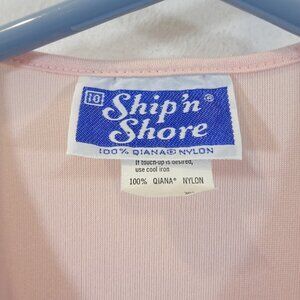 10
Ship'n®
Shore
100% QIANA® NYLON
If touch-up is desired,
use cool iron.
100% QIANA® NYLON